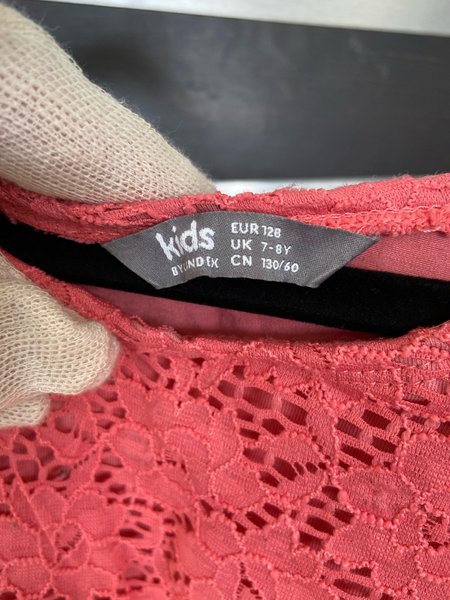 kids
BY LINDEX
EUR 128
UK 7-8Y
CN 130/60